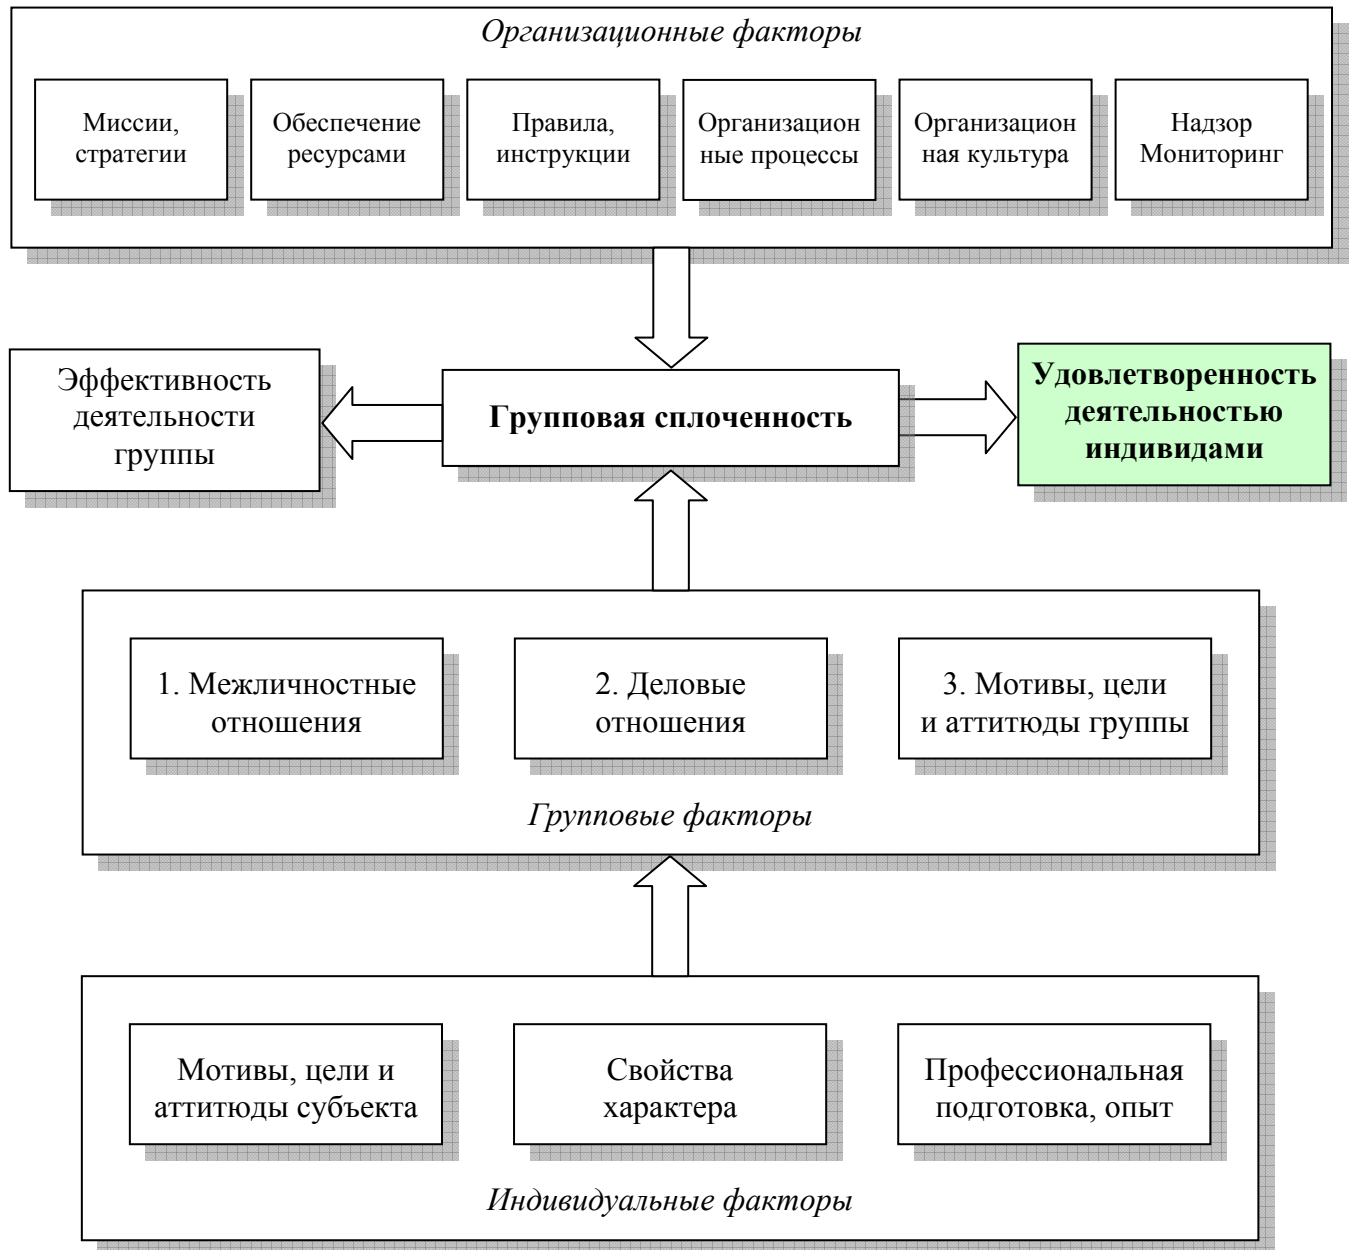 Организационные факторы
Миссии,
стратегии
Обеспечение
ресурсами
Правила,
инструкции
Организацион
ные процессы
Организацион
ная культура
Надзор
Мониторинг
Эффективность
деятельности
группы
Групповая сплоченность
Удовлетворенность
деятельностью
индивидами
1. Межличностные
отношения
2. Деловые
отношения
3. Мотивы, цели
и аттитюды группы
Групповые факторы
Мотивы, цели и
аттитюды субъекта
Свойства
характера
Профессиональная
подготовка, опыт
Индивидуальные факторы